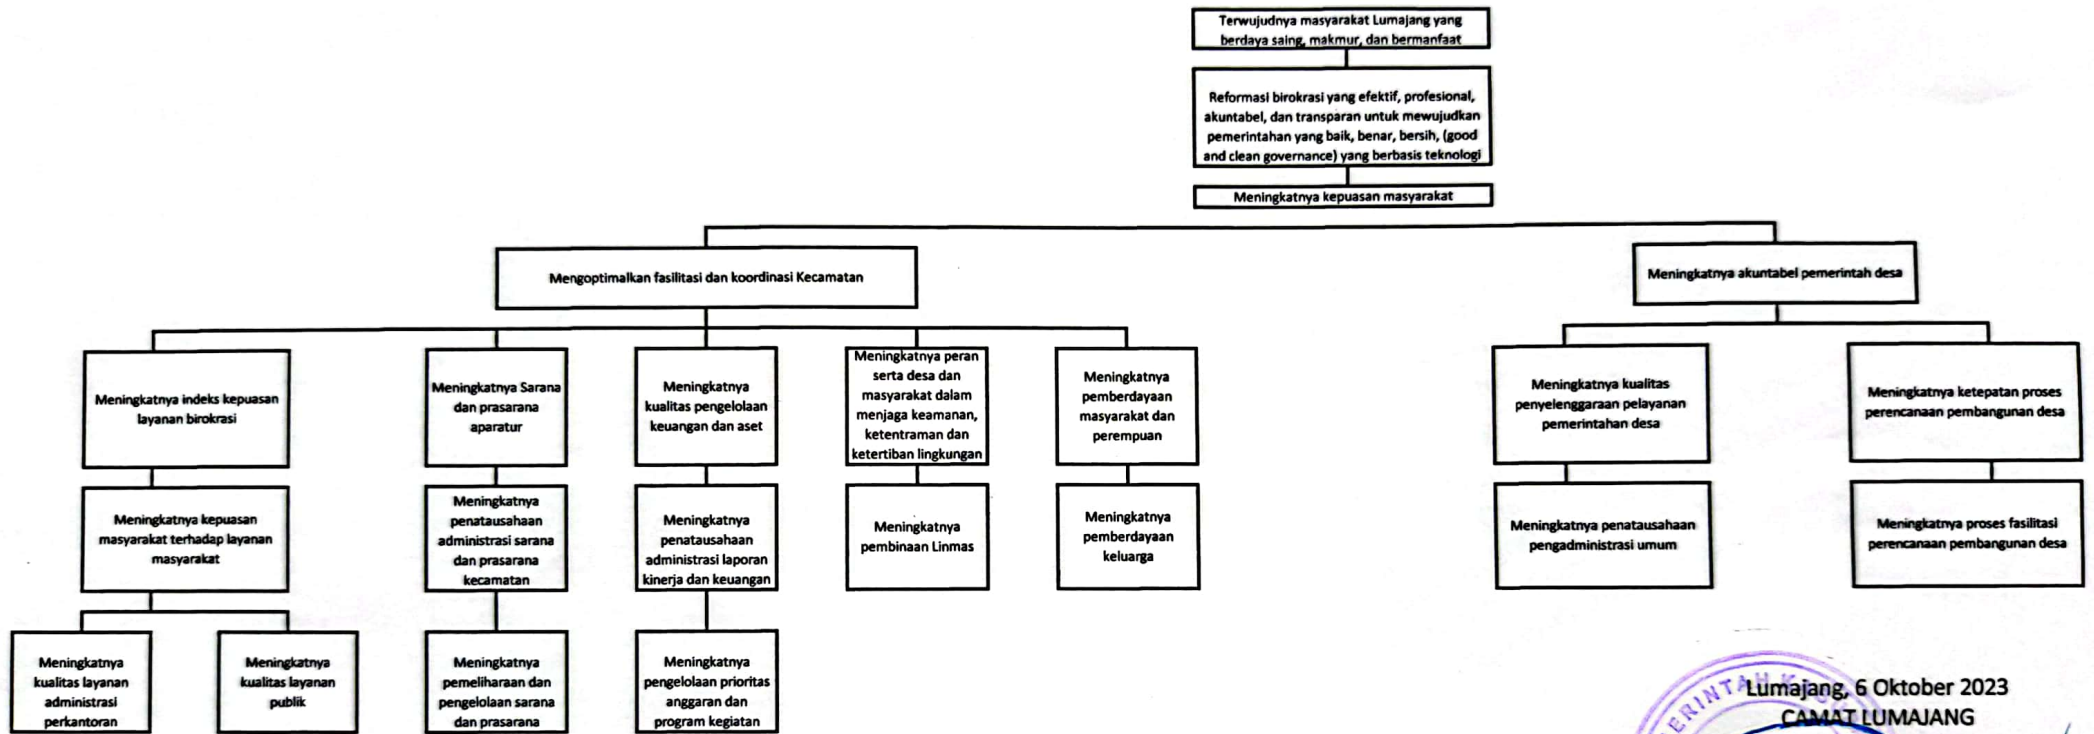 Terwujudnya masyarakat Lumajang yang
berdaya saing, makmur, dan bermanfaat
Reformasi birokrasi yang efektif, profesional,
akuntabel, dan transparan untuk mewujudkan
pemerintahan yang baik, benar, bersih, (good
and clean governance) yang berbasis teknologi
Meningkatnya kepuasan masyarakat
Mengoptimalkan fasilitasi dan koordinasi Kecamatan
Meningkatnya akuntabel pemerintah desa
Meningkatnya indeks kepuasan
layanan birokrasi
Meningkatnya Sarana
dan prasarana
aparatur
Meningkatnya
kualitas pengelolaan
keuangan dan aset
Meningkatnya peran
serta desa dan
masyarakat dalam
menjaga keamanan,
ketentraman dan
ketertiban lingkungan
Meningkatnya
pemberdayaan
masyarakat dan
perempuan
Meningkatnya kualitas
penyelenggaraan pelayanan
pemerintahan desa
Meningkatnya ketepatan proses
perencanaan pembangunan desa
Meningkatnya kepuasan
masyarakat terhadap layanan
masyarakat
Meningkatnya
penatausahaan
administrasi sarana
dan prasarana
kecamatan
Meningkatnya
penatausahaan
administrasi laporan
kinerja dan keuangan
Meningkatnya
pembinaan Linmas
Meningkatnya
pemberdayaan
keluarga
Meningkatnya penatausahaan
pengadministrasi umum
Meningkatnya proses fasilitasi
perencanaan pembangunan desa
Meningkatnya
kualitas layanan
administrasi
perkantoran
Meningkatnya
kualitas layanan
publik
Meningkatnya
pemeliharaan dan
pengelolaan sarana
dan prasarana
Meningkatnya
pengelolaan prioritas
anggaran dan
program kegiatan
Lumajang, 6 Oktober 2023
CAMAT LUMAJANG